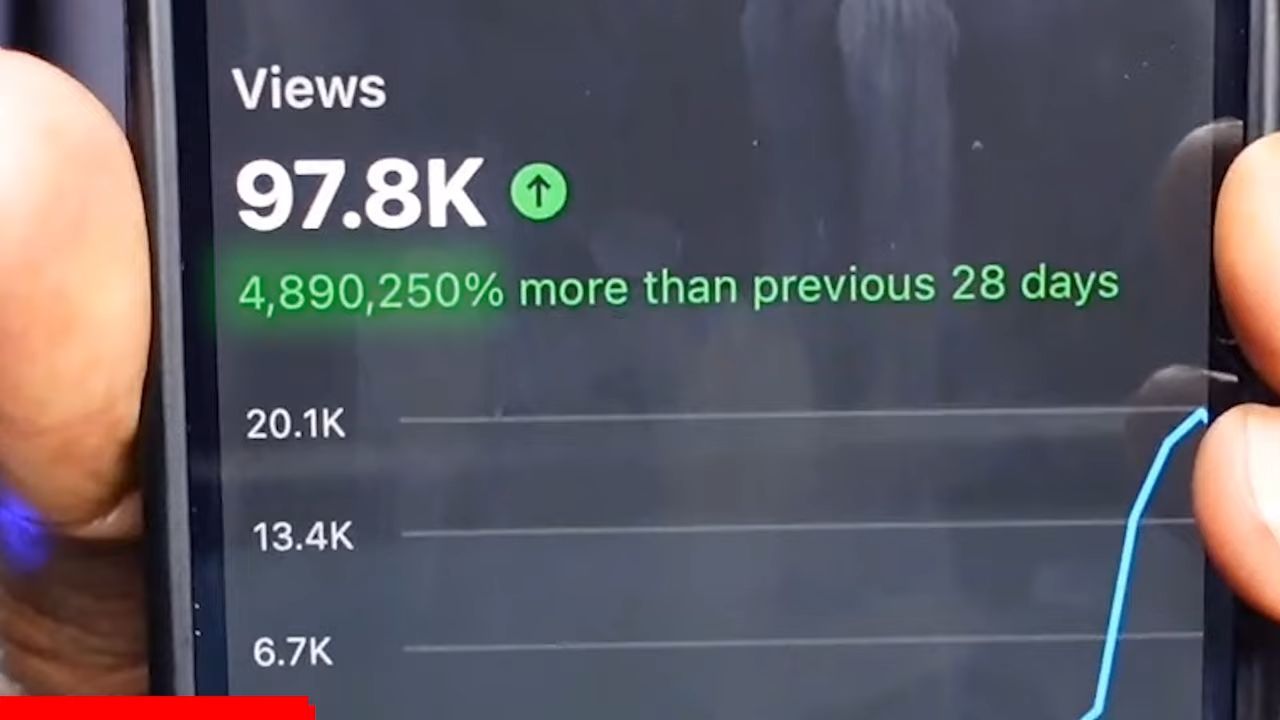 Views
97.8K
4,890,250% more than previous 28 days
20.1K
13.4K
6.7K